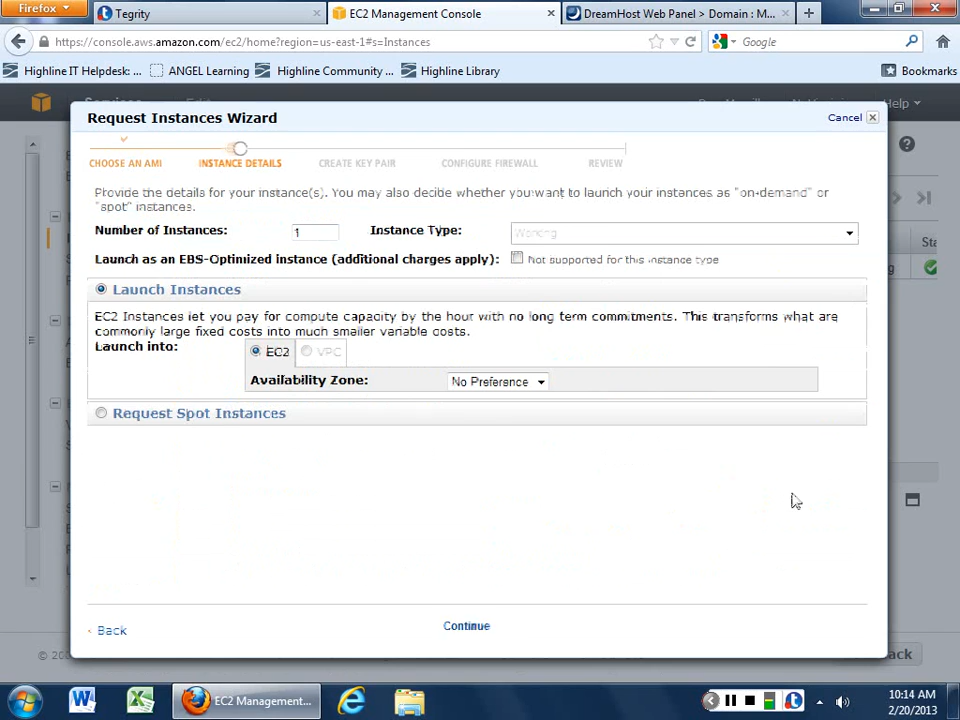 Firefox
Tegrity
EC2 Management Console
DreamHost Web Panel > Domain : M...
https://console.aws.amazon.com/ec2/home?region=us-east-1#s=Instances
Google
Highline IT Helpdesk: ...
ANGEL Learning
Highline Community ...
Highline Library
Bookmarks
Services
Edit
Help
Request Instances Wizard
Cancel
CHOOSE AN AMI
INSTANCE DETAILS
CREATE KEY PAIR
CONFIGURE FIREWALL
REVIEW
Provide the details for your instance(s). You may also decide whether you want to launch your instances as "on-demand" or
"spot" instances.
Number of Instances:
1
Instance Type:
Working
Launch as an EBS-Optimized instance (additional charges apply):
Not supported for this instance type
Launch Instances
EC2 Instances let you pay for compute capacity by the hour with no long term commitments. This transforms what are
commonly large fixed costs into much smaller variable costs.
Launch into:
EC2
VPC
Availability Zone:
No Preference
Request Spot Instances
Back
Continue
Sta
© 20
ack
EC2 Management...
10:14 AM
2/20/2013